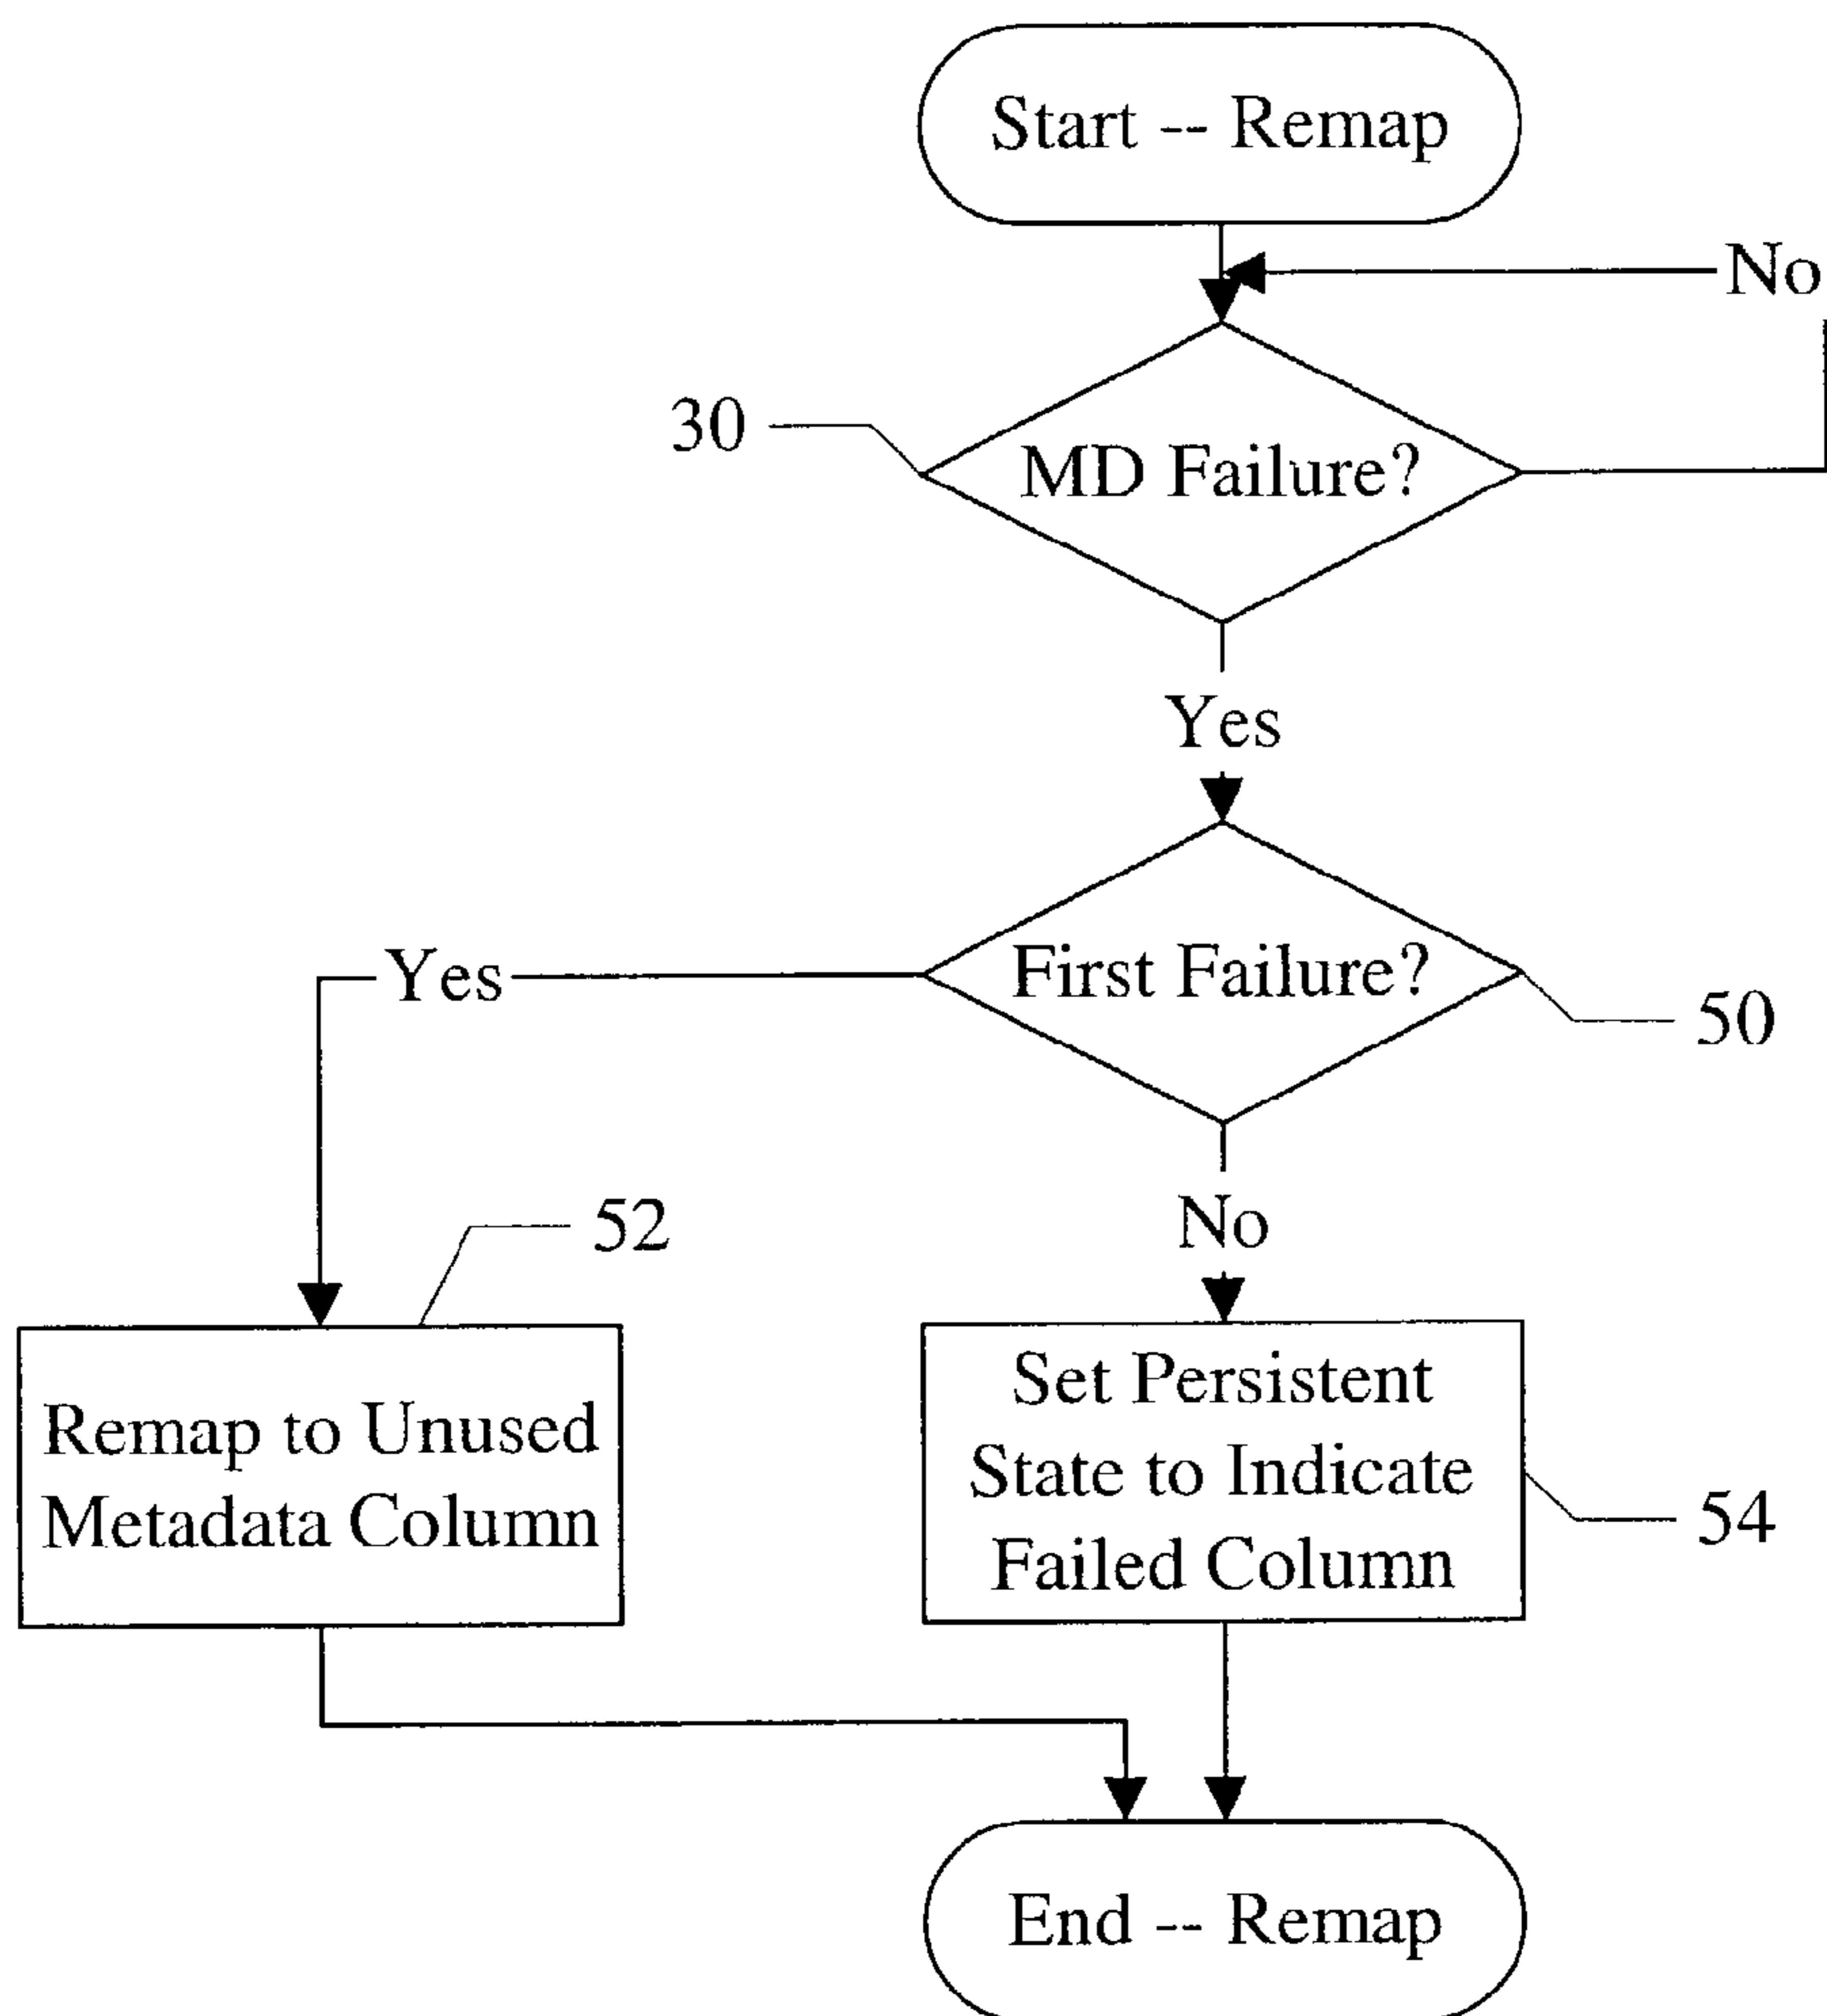 Start -- Remap
No
30
MD Failure?
Yes
Yes
First Failure?
50
52
No
Remap to Unused
Metadata Column
Set Persistent
State to Indicate
Failed Column
54
End -- Remap